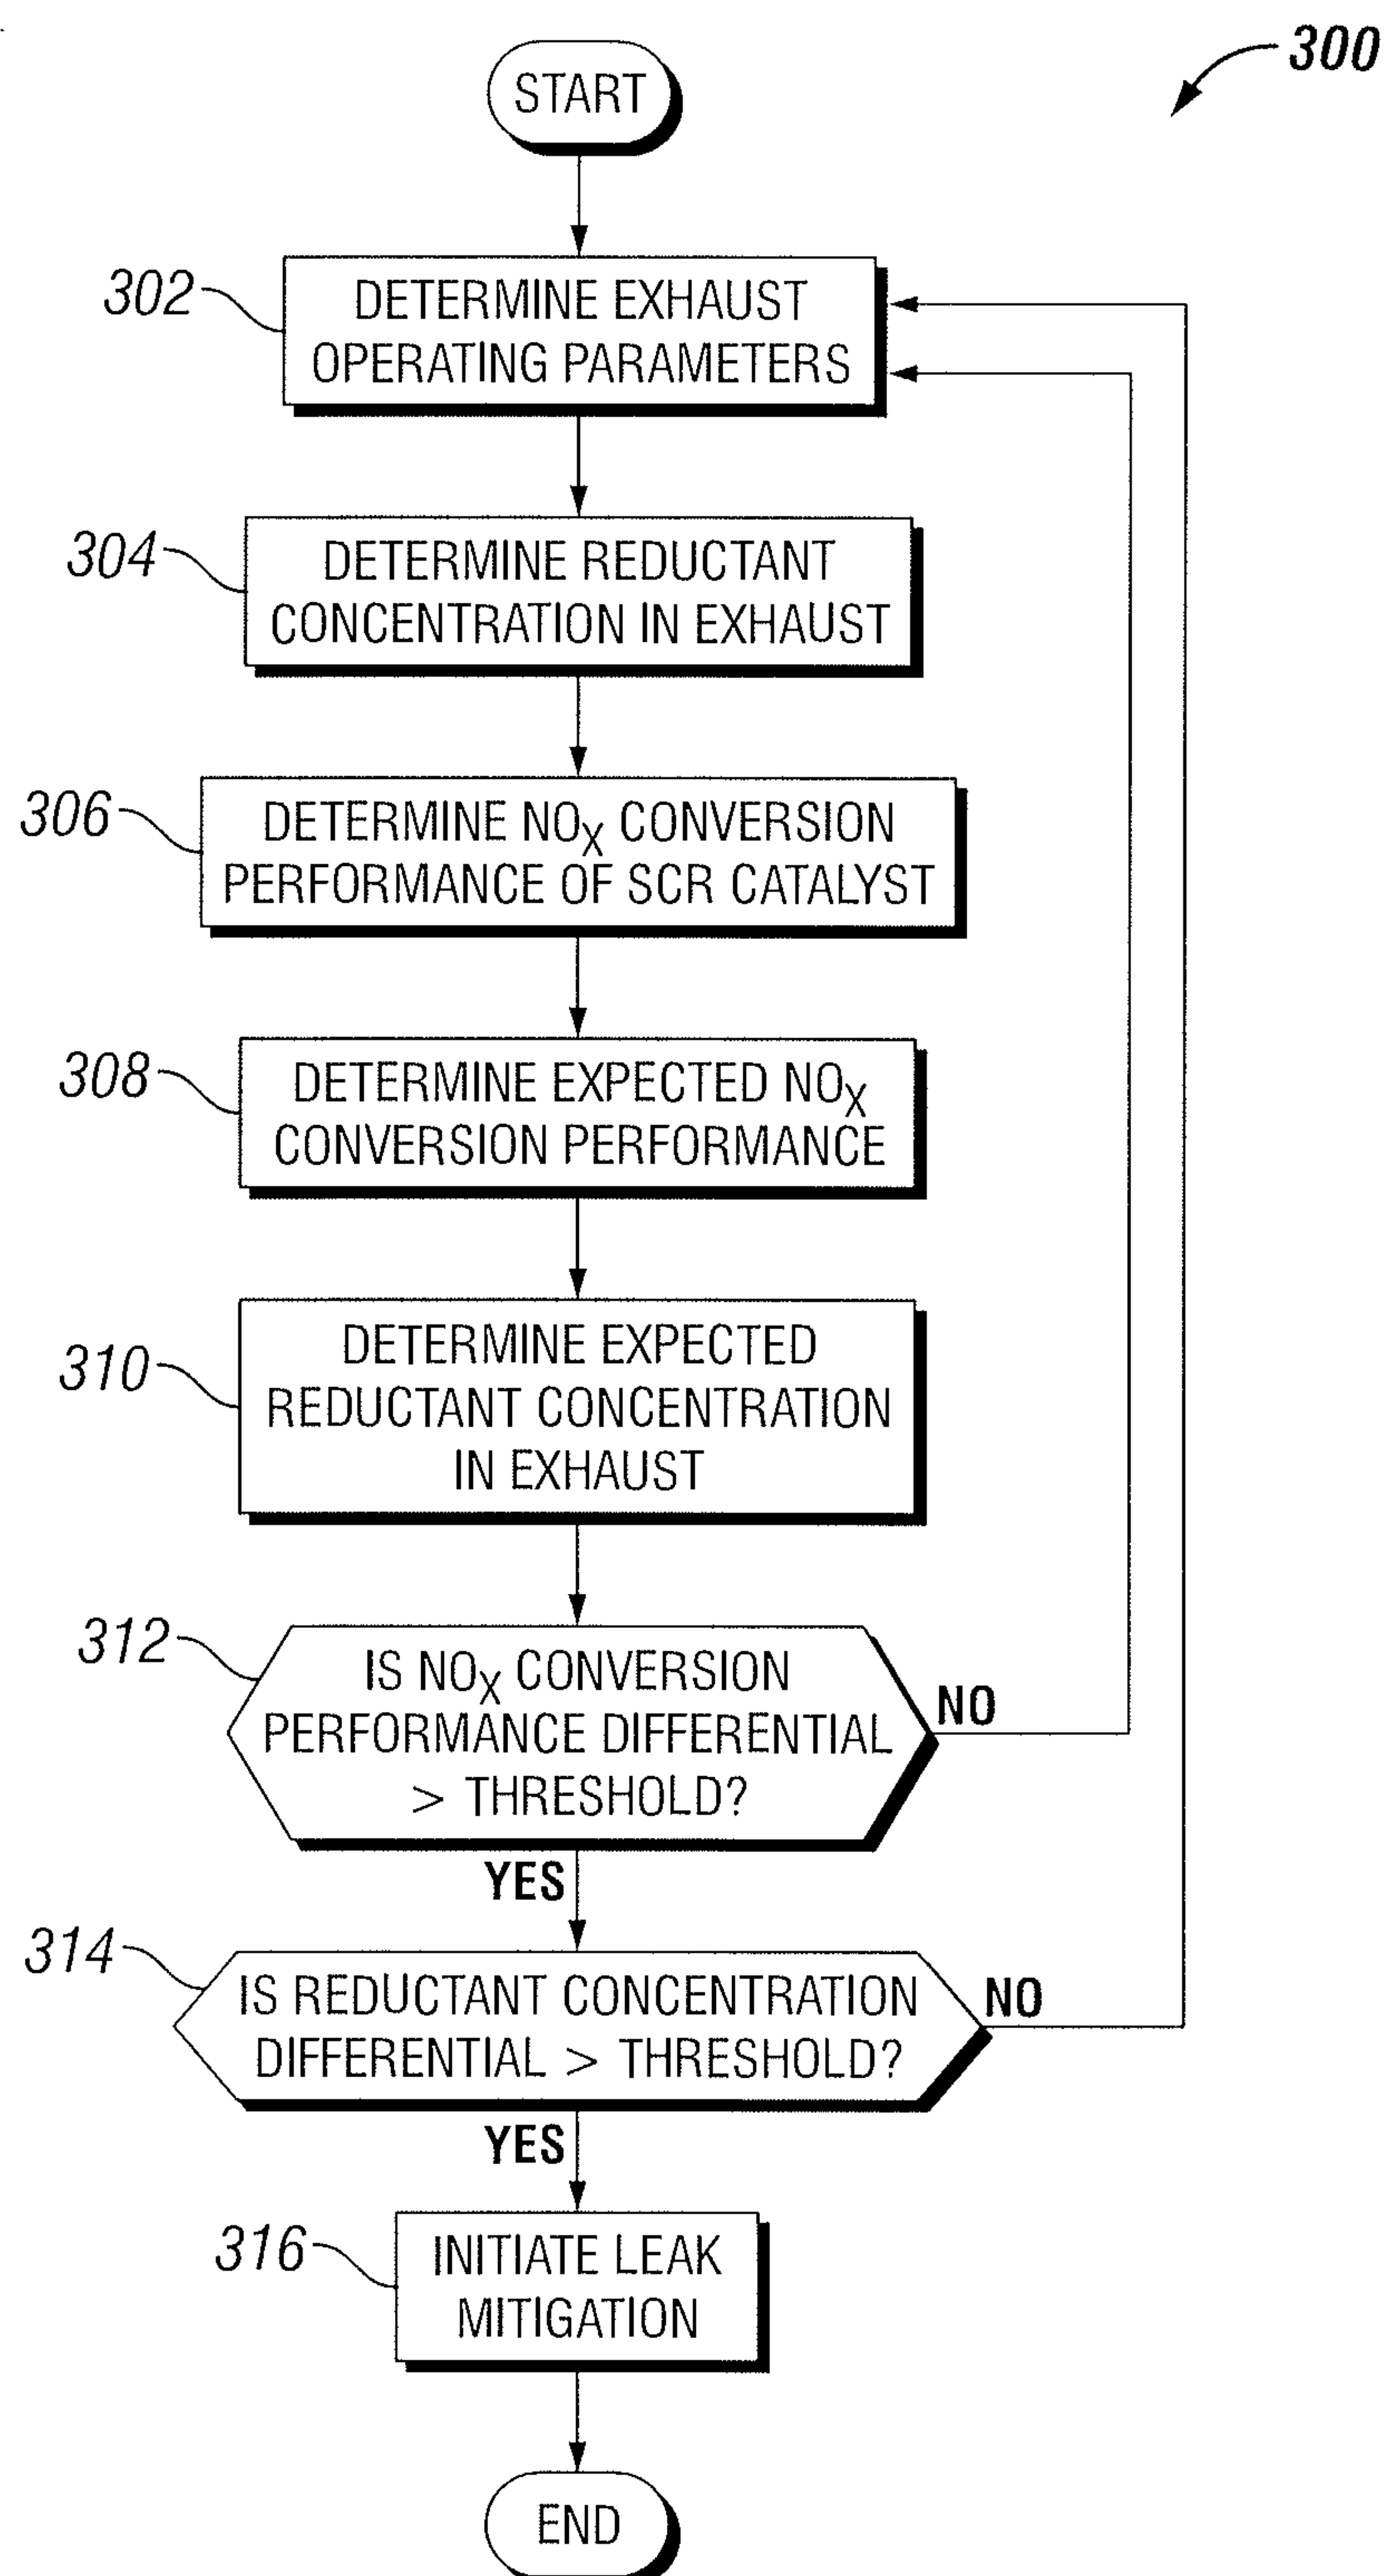 300
START
302
DETERMINE EXHAUST
OPERATING PARAMETERS
304
DETERMINE REDUCTANT
CONCENTRATION IN EXHAUST
306
DETERMINE NOX CONVERSION
PERFORMANCE OF SCR CATALYST
308
DETERMINE EXPECTED NOX
CONVERSION PERFORMANCE
310
DETERMINE EXPECTED
REDUCTANT CONCENTRATION
IN EXHAUST
312
IS NOX CONVERSION
PERFORMANCE DIFFERENTIAL
> THRESHOLD?
NO
YES
314
IS REDUCTANT CONCENTRATION
DIFFERENTIAL > THRESHOLD?
NO
YES
316
INITIATE LEAK
MITIGATION
END